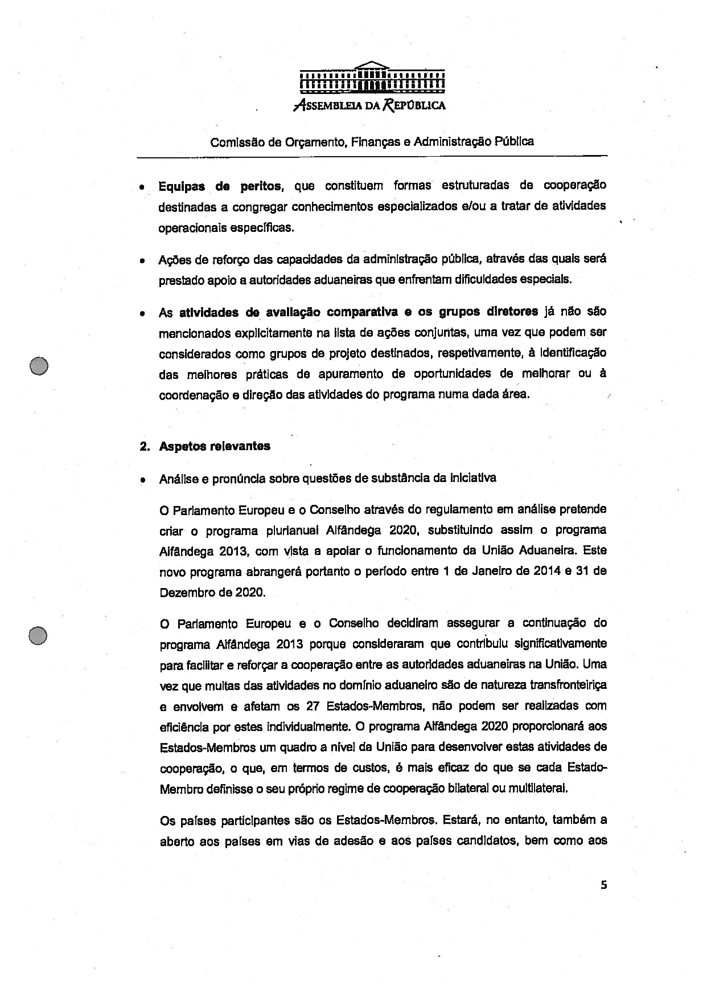 ASSEMBLEIA DA REPÚBLICA
Comissão de Orçamento, Finanças e Administração Pública
• Equipas de peritos, que constituem formas estruturadas de cooperação
destinadas a congregar conhecimentos especializados e/ou a tratar de atividades
operacionais específicas.
• Ações de reforço das capacidades da administração pública, através das quais será
prestado apoio a autoridades aduaneiras que enfrentam dificuldades especiais.
• As atividades de avaliação comparativa e os grupos diretores já não são
mencionados explicitamente na lista de ações conjuntas, uma vez que podem ser
considerados como grupos de projeto destinados, respetivamente, à identificação
das melhores práticas de apuramento de oportunidades de melhorar ou à
coordenação e direção das atividades do programa numa dada área.
2. Aspetos relevantes
• Análise e pronúncia sobre questões de substância da iniciativa
O Parlamento Europeu e o Conselho através do regulamento em análise pretende
criar o programa plurianual Alfândega 2020, substituindo assim o programa
Alfândega 2013, com vista a apoiar o funcionamento da União Aduaneira. Este
novo programa abrangerá portanto o período entre 1 de Janeiro de 2014 e 31 de
Dezembro de 2020.
O Parlamento Europeu e o Conselho decidiram assegurar a continuação do
programa Alfândega 2013 porque consideraram que contribuiu significativamente
para facilitar e reforçar a cooperação entre as autoridades aduaneiras na União. Uma
vez que muitas das atividades no domínio aduaneiro são de natureza transfronteiriça
e envolvem e afetam os 27 Estados-Membros, não podem ser realizadas com
eficiência por estes individualmente. O programa Alfândega 2020 proporcionará aos
Estados-Membros um quadro a nível da União para desenvolver estas atividades de
cooperação, o que, em termos de custos, é mais eficaz do que se cada Estado-
Membro definisse o seu próprio regime de cooperação bilateral ou multilateral.
Os países participantes são os Estados-Membros. Estará, no entanto, também a
aberto aos países em vias de adesão e aos países candidatos, bem como aos
5